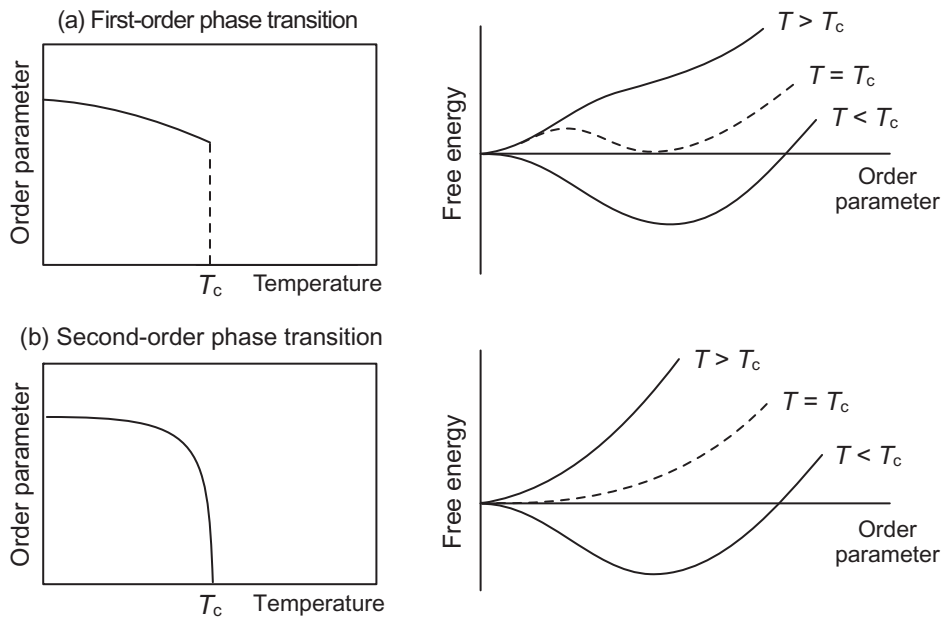 (a) First-order phase transition
Order parameter
T_c Temperature
Free energy
T > T_c
T = T_c
T < T_c
Order
parameter
(b) Second-order phase transition
Order parameter
T_c Temperature
Free energy
T > T_c
T = T_c
T < T_c
Order
parameter